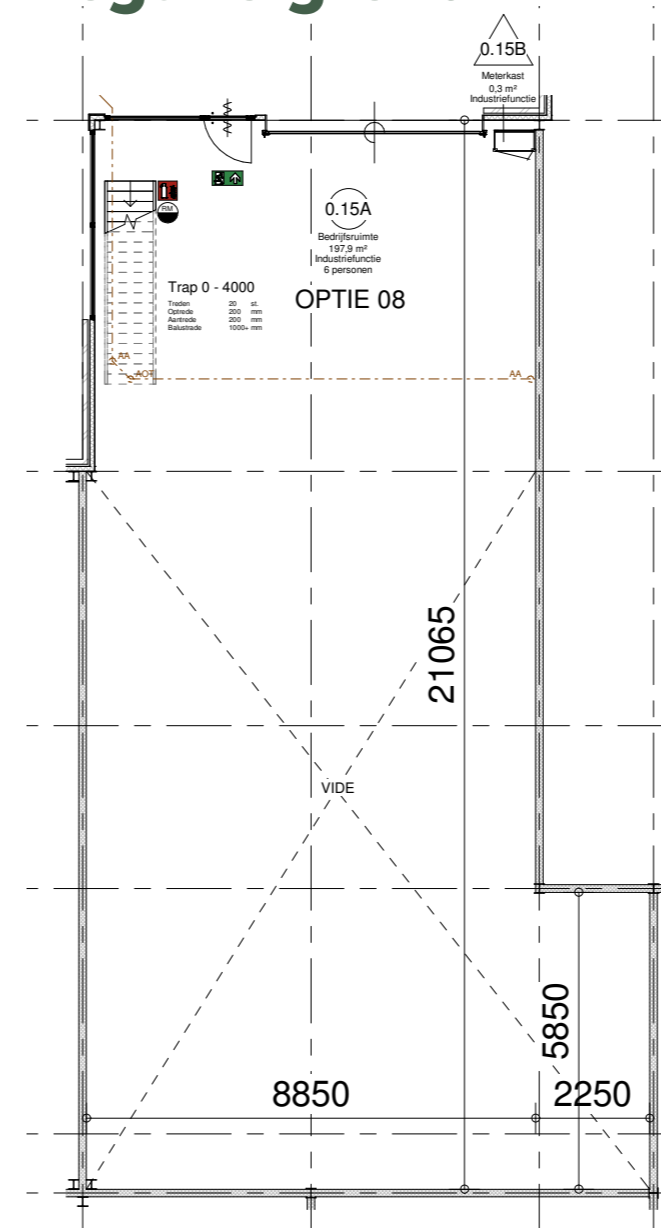 0.15B
Meterkast
0,3 m²
Industriefunctie
0.15A
Bedrijfsruimte
197,9 m²
Industriefunctie
6 personen
OPTIE 08
RM
Trap 0 - 4000
Treden 20 st.
Optrede 200 mm
Aantrede 200 mm
Balustrade 1000+ mm
AA
AOT
AA
21065
VIDE
5850
8850
2250